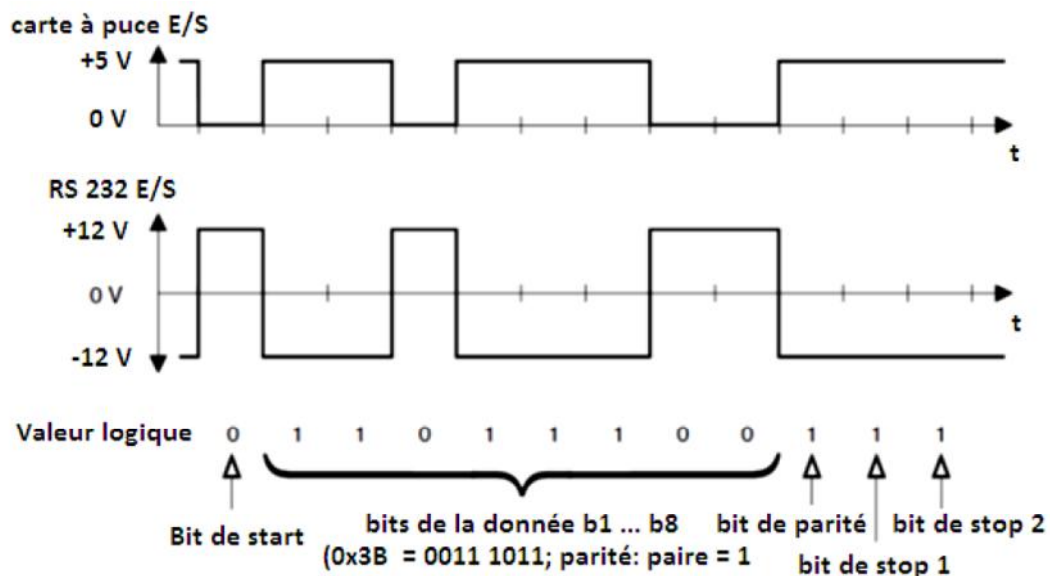 carte à puce E/S
+5 V
0 V
t
RS 232 E/S
+12 V
0 V
t
-12 V
Valeur logique 0 1 1 0 1 1 1 0 0 1 1 1
Bit de start
bits de la donnée b1 ... b8
(0x3B = 0011 1011; parité: paire = 1
bit de parité
bit de stop 1
bit de stop 2